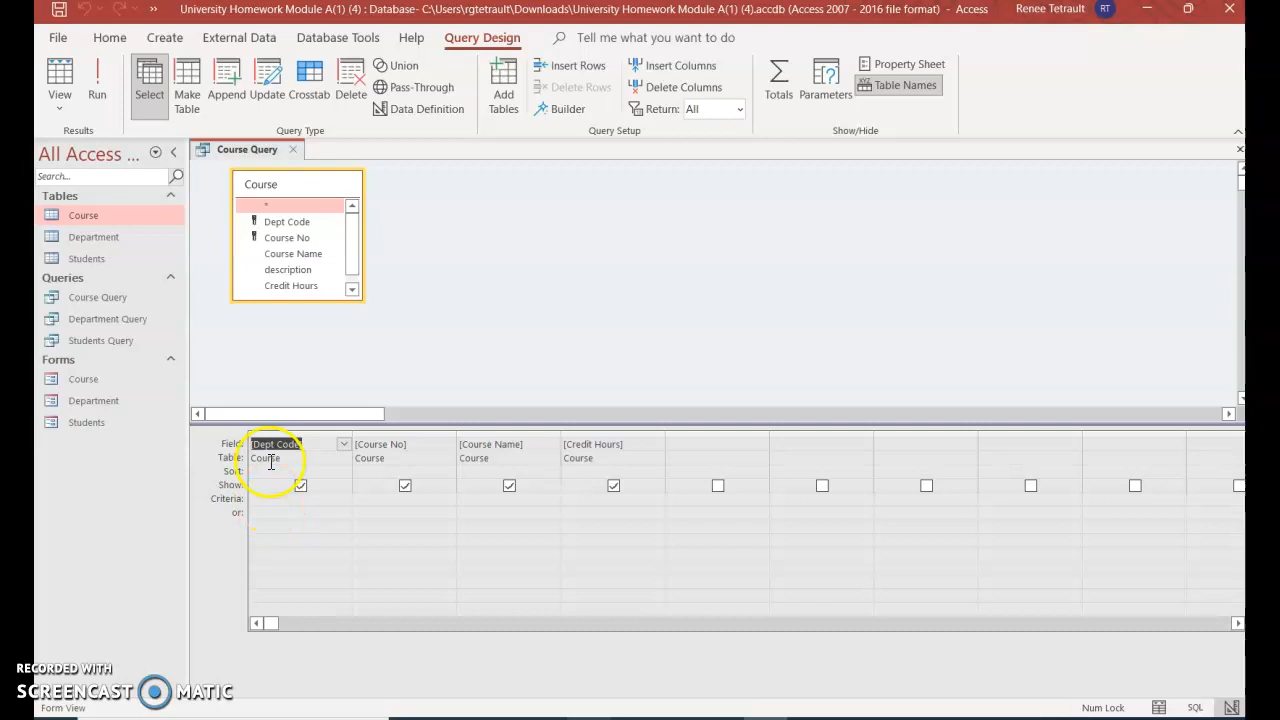 University Homework Module A(1) (4) : Database- C:\Users\rgtetrault\Downloads\University Homework Module A(1) (4).accdb (Access 2007 - 2016 file format) - Access
Renee Tetrault
RT
File Home Create External Data Database Tools Help Query Design Tell me what you want to do
View
Run
Select
Make Table
Append
Update
Crosstab
Delete
Union
Pass-Through
Data Definition
Add Tables
Insert Rows
Delete Rows
Builder
Insert Columns
Delete Columns
Return: All
Totals
Parameters
Property Sheet
Table Names
Results
Query Type
Query Setup
Show/Hide
All Access ...
Search...
Tables
Course
Department
Students
Queries
Course Query
Department Query
Students Query
Forms
Course
Department
Students
Course Query
Course
*
Dept Code
Course No
Course Name
description
Credit Hours
Field: [Dept Code] [Course No] [Course Name] [Credit Hours]
Table: Course Course Course Course
Sort:
Show:
Criteria:
or:
RECORDED WITH
SCREENCAST MATIC
Form View
Num Lock
SQL